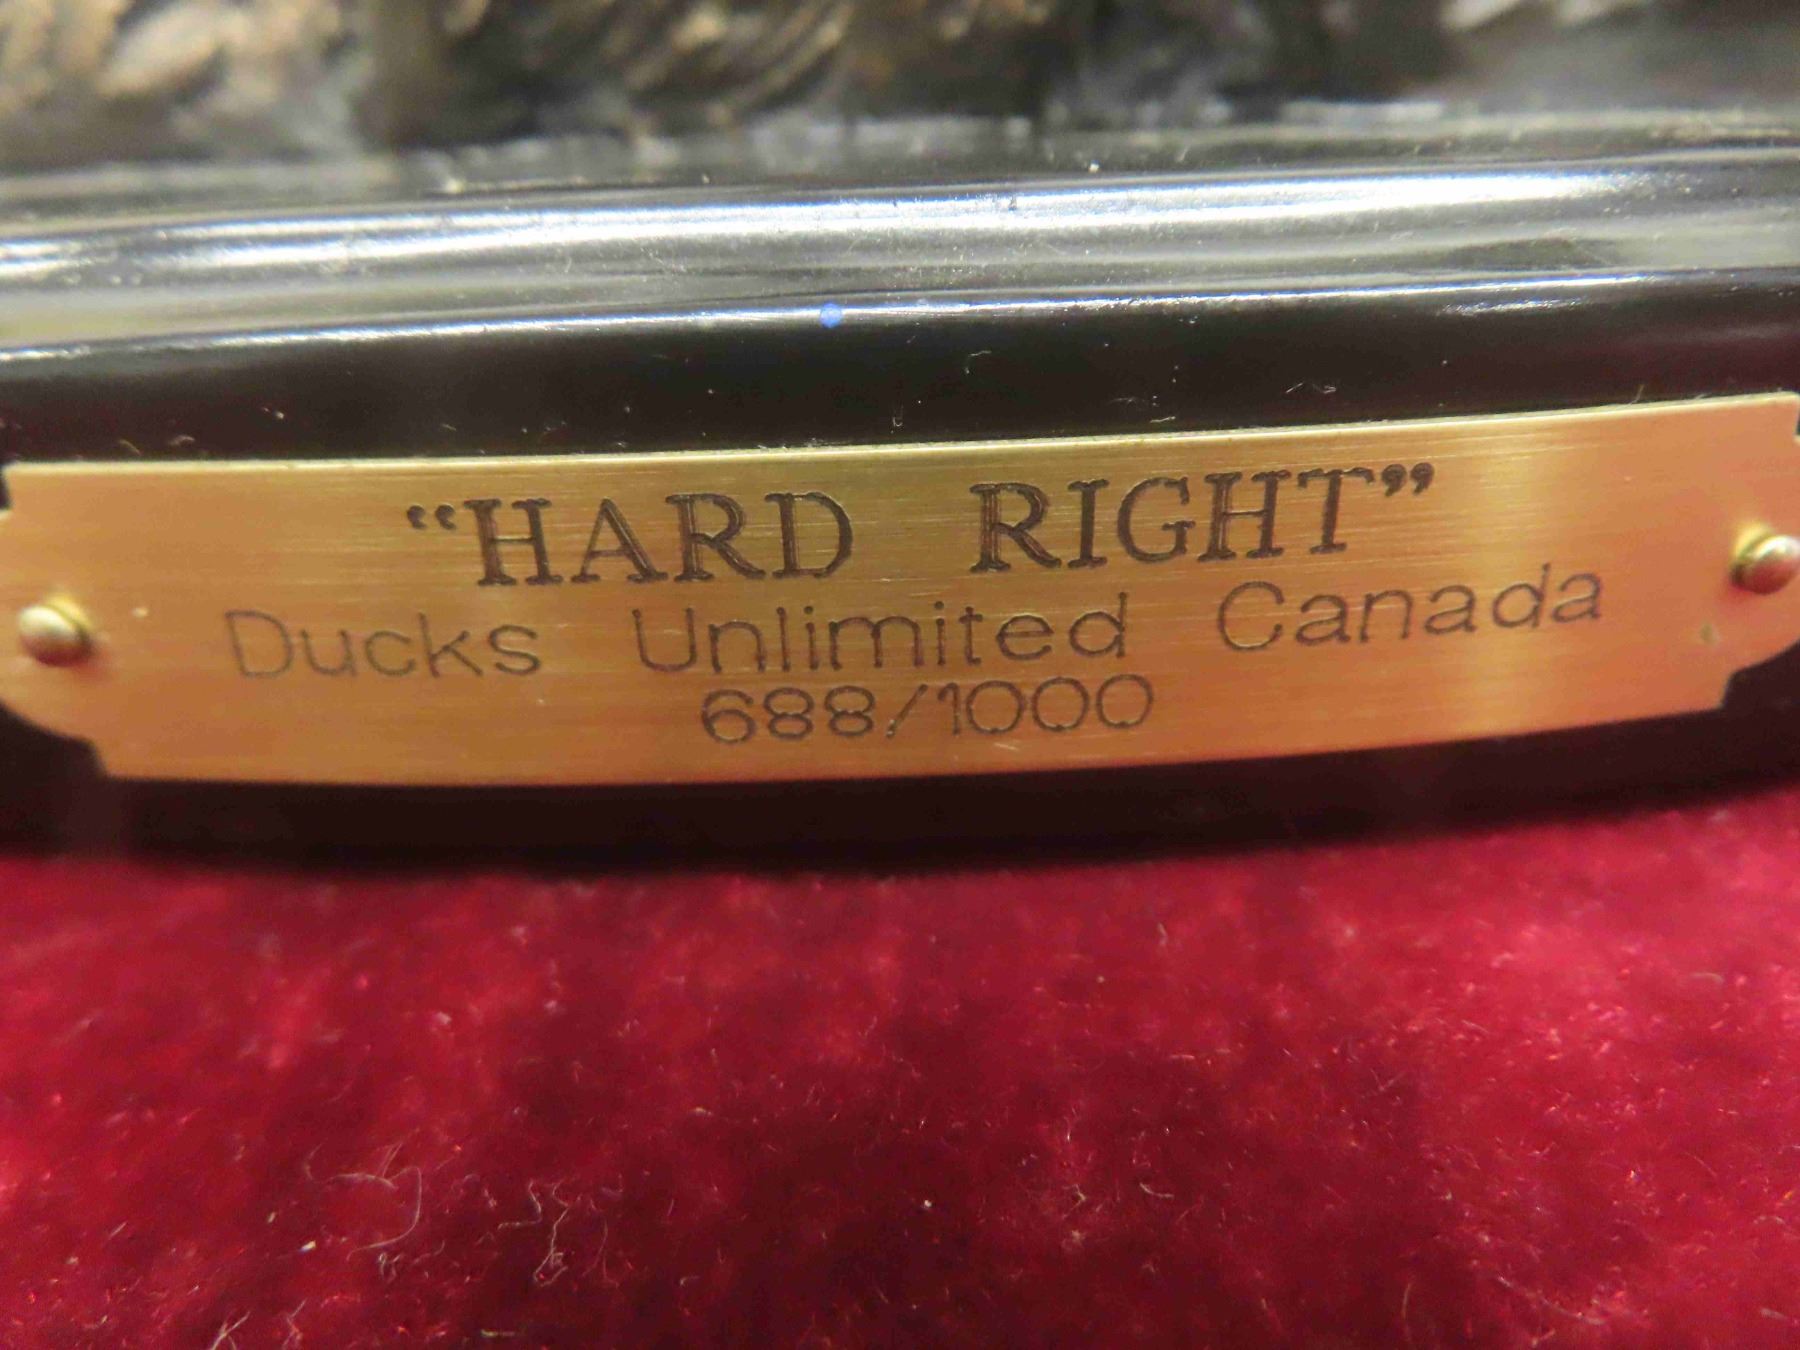 “HARD RIGHT”
Ducks Unlimited Canada
688/1000